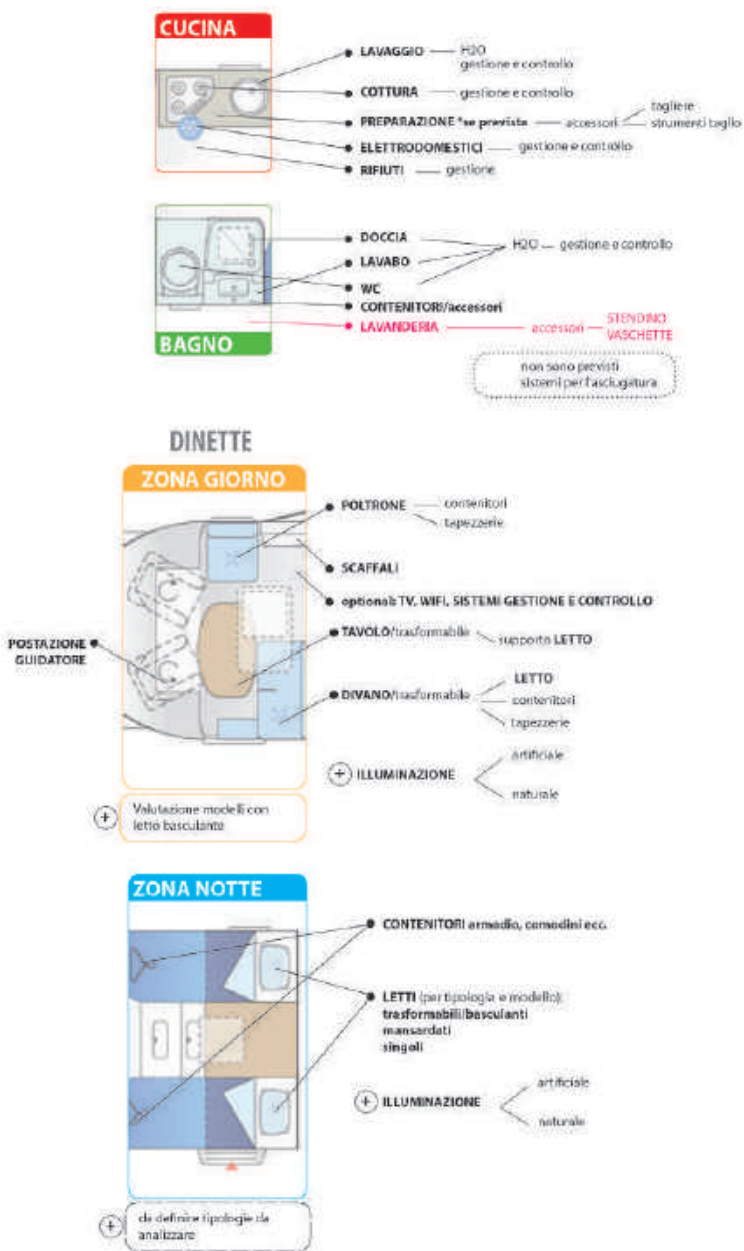 CUCINA
LAVAGGIO H2O
gestione e controllo
COTTURA gestione e controllo
PREPARAZIONE *se prevista accessori tagliere
strumenti taglio
ELETTRODOMESTICI gestione e controllo
RIFIUTI gestione
DOCCIA
LAVABO H2O gestione e controllo
WC
CONTENITORI/accessori
LAVANDERIA accessori STENDINO
VASCHETTE
BAGNO
non sono previsti
sistemi per l'asciugatura
DINETTE
ZONA GIORNO
POLTRONE contenitori
tapezzerie
SCAFFALI
optional: TV, WIFI, SISTEMI GESTIONE E CONTROLLO
TAVOLO/trasformabile supporto LETTO
POSTAZIONE
GUIDATORE
DIVANO/trasformabile LETTO
contenitori
tapezzerie
+ ILLUMINAZIONE artificiale
naturale
+ Valutazione modelli con
letto basculante
ZONA NOTTE
CONTENITORI armadio, comodini ecc.
LETTI (per tipologia e modello):
trasformabili/basculanti
mansardati
singoli
+ ILLUMINAZIONE artificiale
naturale
+ da definire tipologie da
analizzare